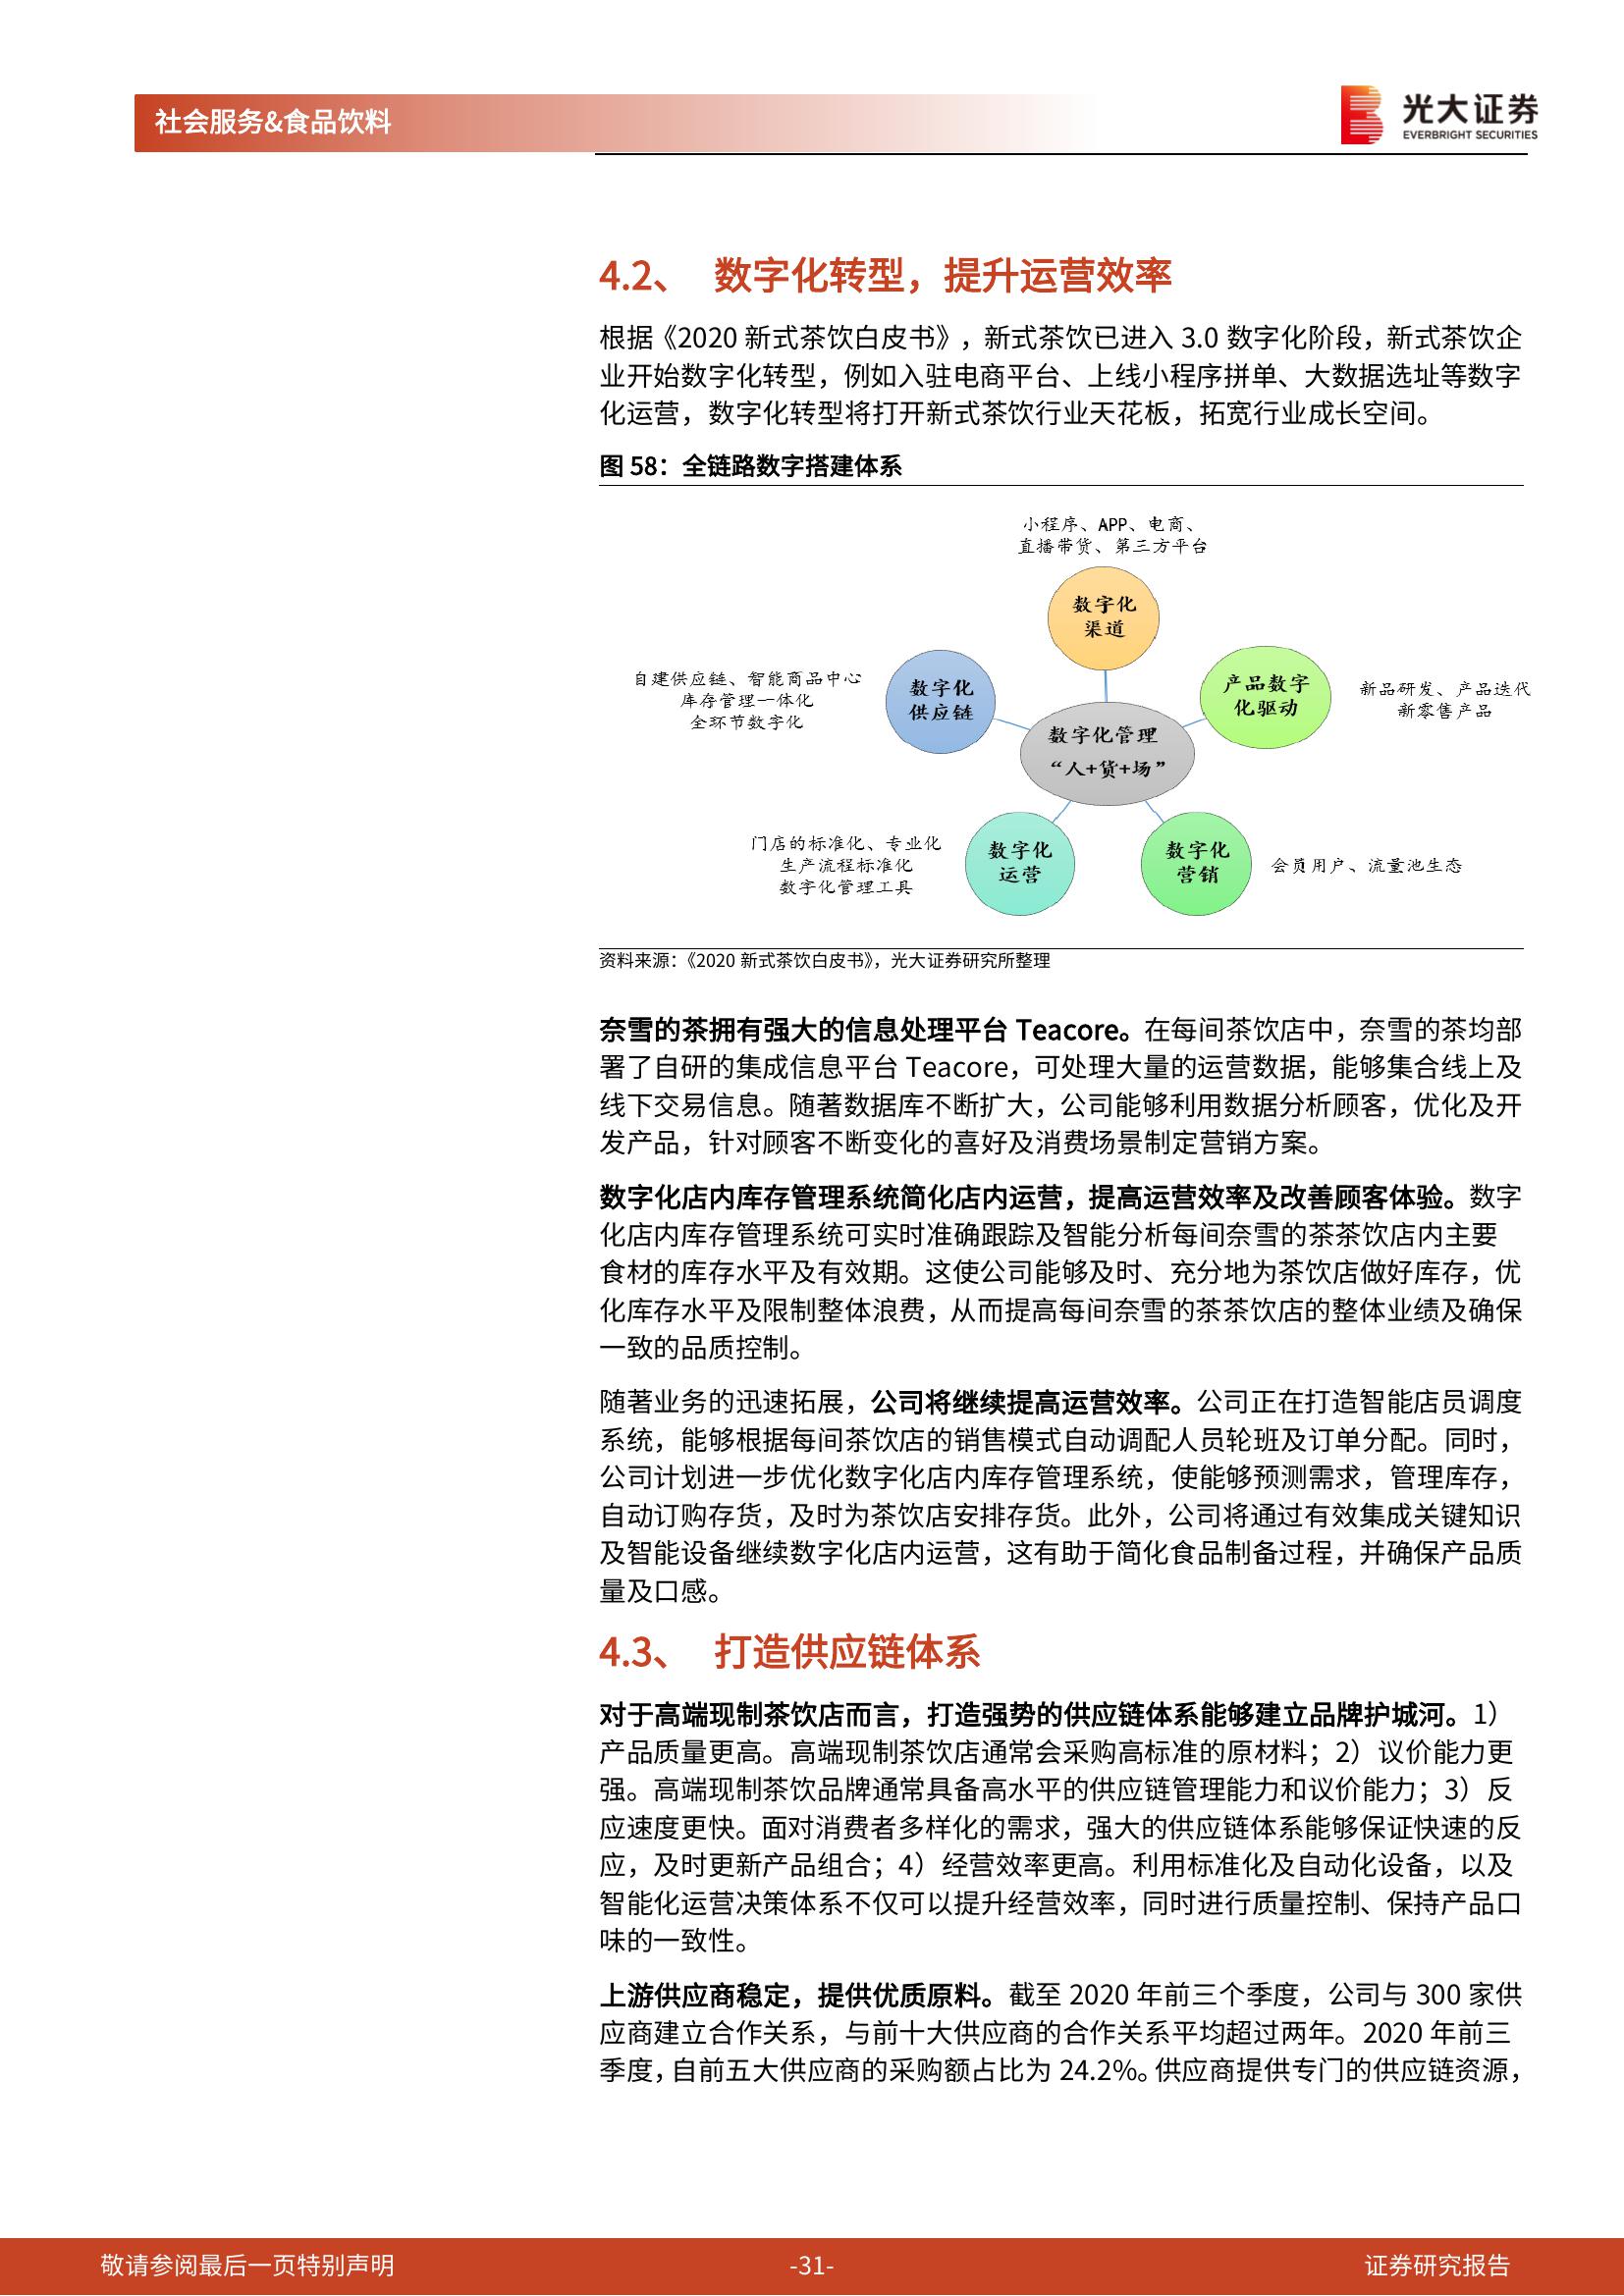 社会服务&食品饮料
光大证券
EVERBRIGHT SECURITIES
4.2、 数字化转型，提升运营效率
根据《2020 新式茶饮白皮书》，新式茶饮已进入 3.0 数字化阶段，新式茶饮企
业开始数字化转型，例如入驻电商平台、上线小程序拼单、大数据选址等数字
化运营，数字化转型将打开新式茶饮行业天花板，拓宽行业成长空间。
图 58：全链路数字搭建体系
小程序、APP、电商、
直播带货、第三方平台
数字化
渠道
自建供应链、智能商品中心
库存管理一体化
全环节数字化
数字化
供应链
产品数字
化驱动
新品研发、产品迭代
新零售产品
数字化管理
“人+货+场”
门店的标准化、专业化
生产流程标准化
数字化管理工具
数字化
运营
数字化
营销
会员用户、流量池生态
资料来源：《2020 新式茶饮白皮书》，光大证券研究所整理
奈雪的茶拥有强大的信息处理平台 Teacore。在每间茶饮店中，奈雪的茶均部
署了自研的集成信息平台 Teacore，可处理大量的运营数据，能够集合线上及
线下交易信息。随著数据库不断扩大，公司能够利用数据分析顾客，优化及开
发产品，针对顾客不断变化的喜好及消费场景制定营销方案。
数字化店内库存管理系统简化店内运营，提高运营效率及改善顾客体验。数字
化店内库存管理系统可实时准确跟踪及智能分析每间奈雪的茶茶饮店内主要
食材的库存水平及有效期。这使公司能够及时、充分地为茶饮店做好库存，优
化库存水平及限制整体浪费，从而提高每间奈雪的茶茶饮店的整体业绩及确保
一致的品质控制。
随著业务的迅速拓展，公司将继续提高运营效率。公司正在打造智能店员调度
系统，能够根据每间茶饮店的销售模式自动调配人员轮班及订单分配。同时，
公司计划进一步优化数字化店内库存管理系统，使能够预测需求，管理库存，
自动订购存货，及时为茶饮店安排存货。此外，公司将通过有效集成关键知识
及智能设备继续数字化店内运营，这有助于简化食品制备过程，并确保产品质
量及口感。
4.3、 打造供应链体系
对于高端现制茶饮店而言，打造强势的供应链体系能够建立品牌护城河。1）
产品质量更高。高端现制茶饮店通常会采购高标准的原材料；2）议价能力更
强。高端现制茶饮品牌通常具备高水平的供应链管理能力和议价能力；3）反
应速度更快。面对消费者多样化的需求，强大的供应链体系能够保证快速的反
应，及时更新产品组合；4）经营效率更高。利用标准化及自动化设备，以及
智能化运营决策体系不仅可以提升经营效率，同时进行质量控制、保持产品口
味的一致性。
上游供应商稳定，提供优质原料。截至 2020 年前三个季度，公司与 300 家供
应商建立合作关系，与前十大供应商的合作关系平均超过两年。2020 年前三
季度，自前五大供应商的采购额占比为 24.2%。供应商提供专门的供应链资源，
敬请参阅最后一页特别声明
-31-
证券研究报告